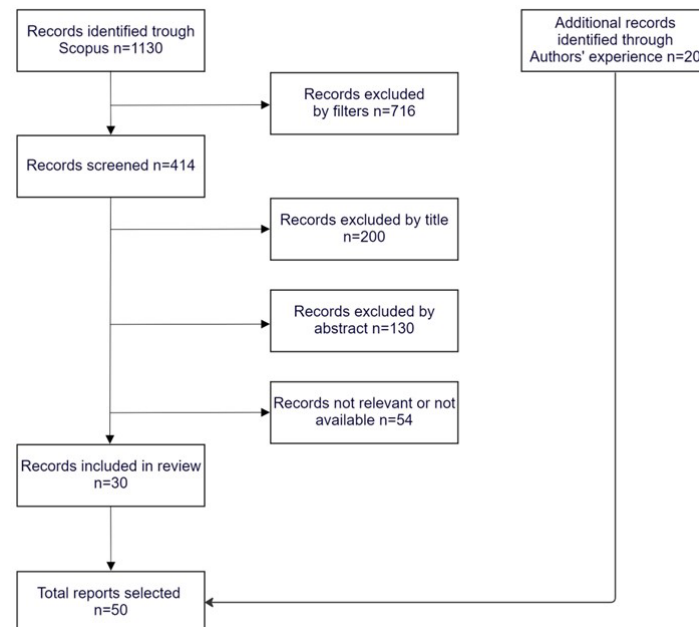 Records identified trough
Scopus n=1130
Additional records
identified through
Authors' experience n=20
Records excluded
by filters n=716
Records screened n=414
Records excluded by title
n=200
Records excluded by
abstract n=130
Records not relevant or not
available n=54
Records included in review
n=30
Total reports selected
n=50